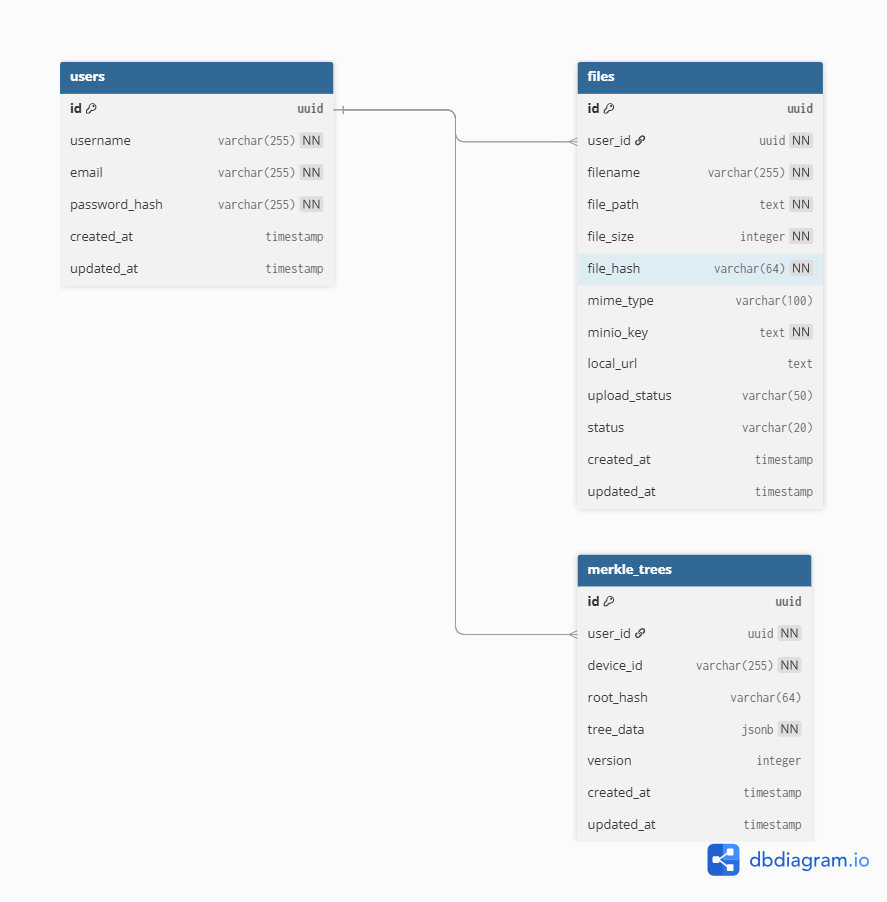 users
id uuid
username varchar(255) NN
email varchar(255) NN
password_hash varchar(255) NN
created_at timestamp
updated_at timestamp
files
id uuid
user_id uuid NN
filename varchar(255) NN
file_path text NN
file_size integer NN
file_hash varchar(64) NN
mime_type varchar(100)
minio_key text NN
local_url text
upload_status varchar(50)
status varchar(20)
created_at timestamp
updated_at timestamp
merkle_trees
id uuid
user_id uuid NN
device_id varchar(255) NN
root_hash varchar(64)
tree_data jsonb NN
version integer
created_at timestamp
updated_at timestamp
dbdiagram.io